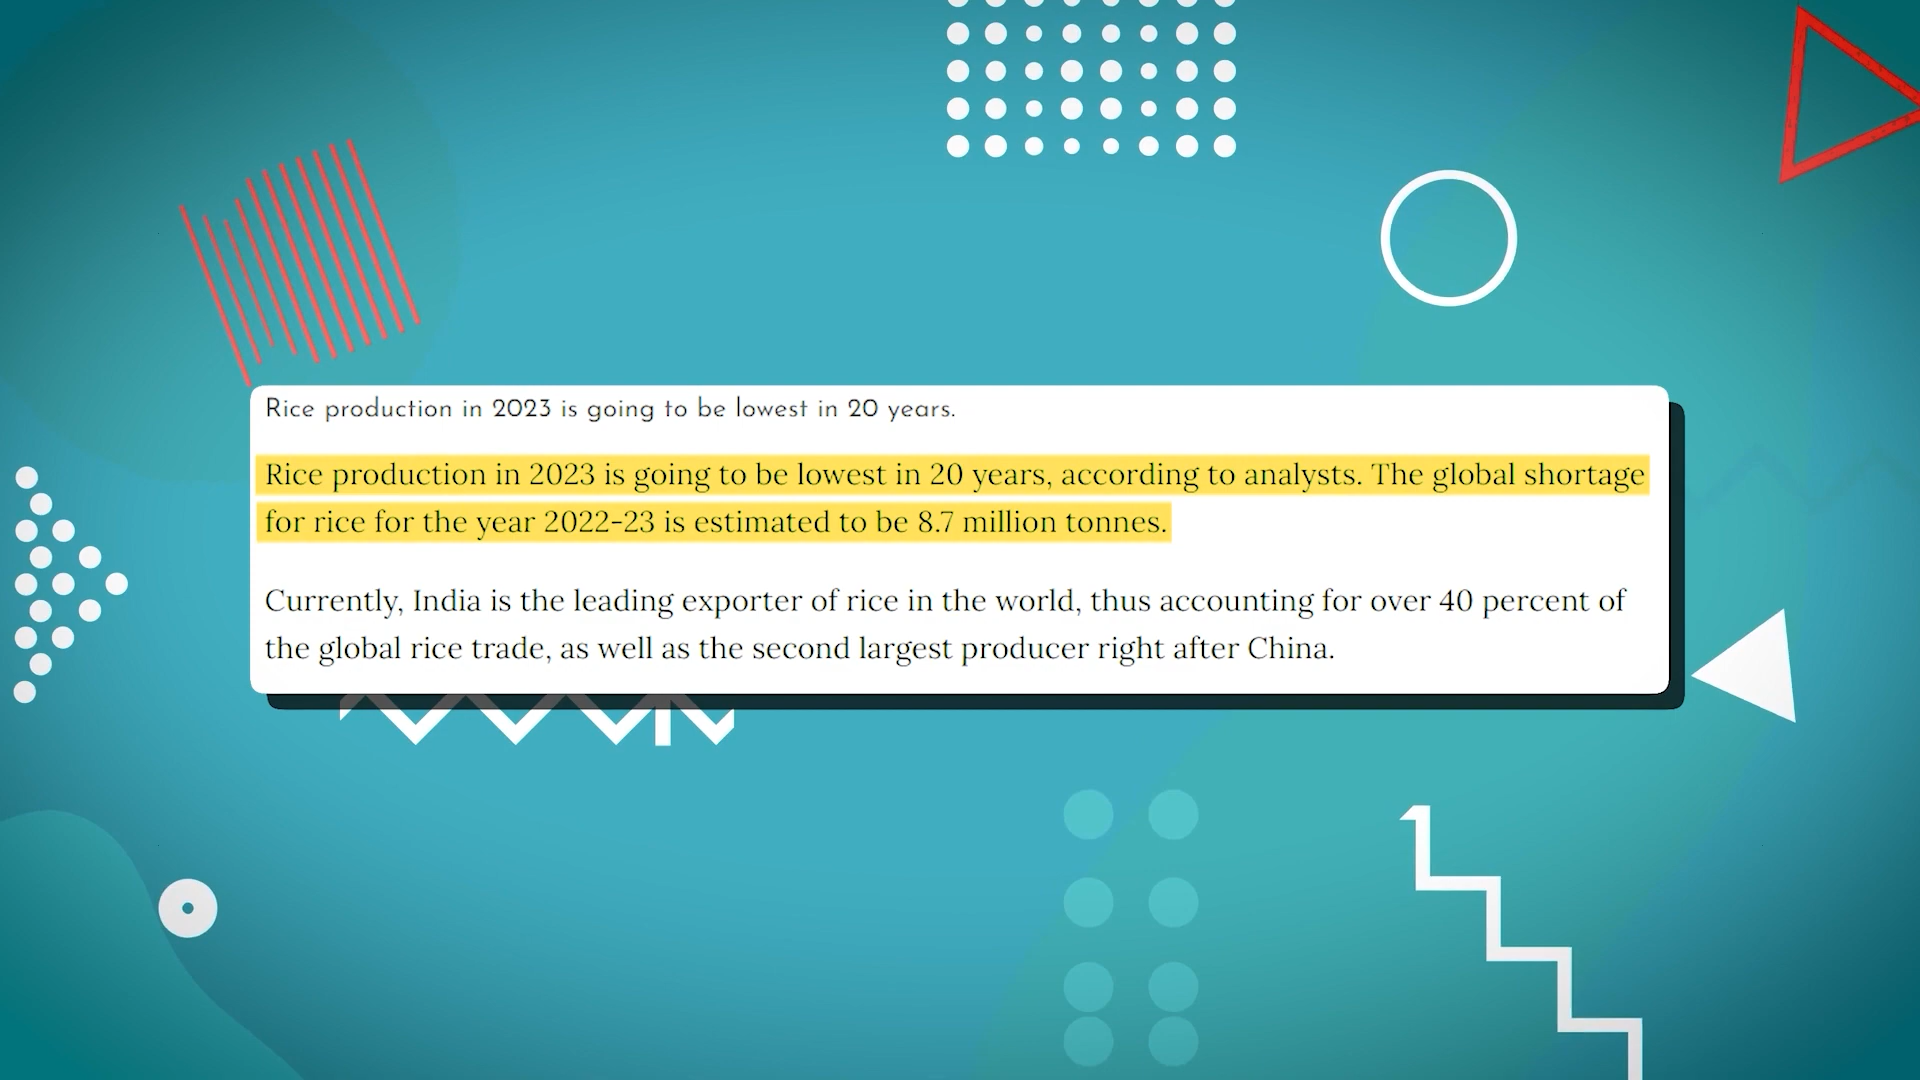 Rice production in 2023 is going to be lowest in 20 years.
Rice production in 2023 is going to be lowest in 20 years, according to analysts. The global shortage
for rice for the year 2022-23 is estimated to be 8.7 million tonnes.
Currently, India is the leading exporter of rice in the world, thus accounting for over 40 percent of
the global rice trade, as well as the second largest producer right after China.